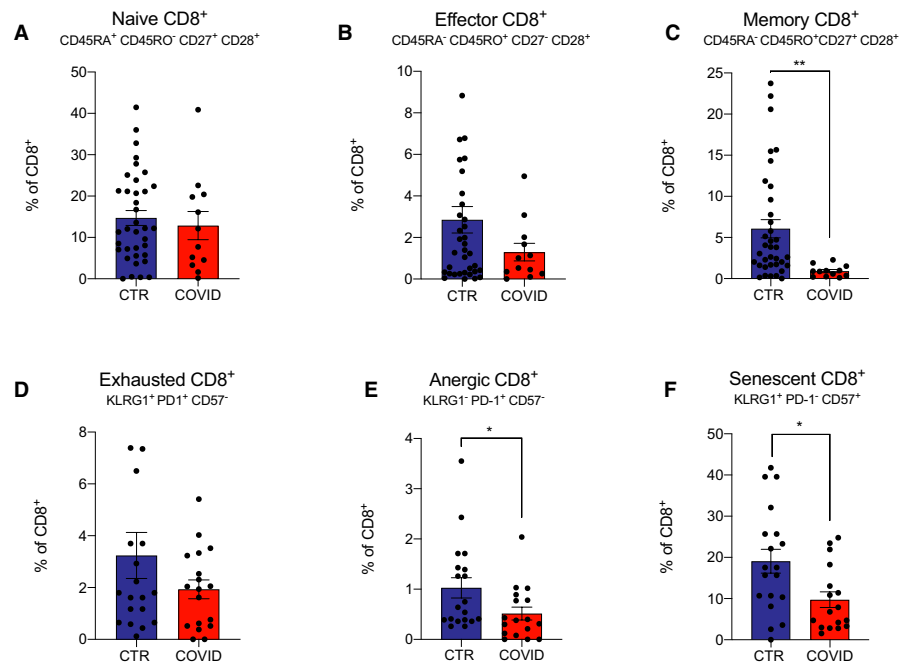 A
Naive CD8⁺
CD45RA⁺ CD45RO⁻ CD27⁺ CD28⁺
% of CD8⁺
50
40
30
20
10
0
CTR COVID
B
Effector CD8⁺
CD45RA⁻ CD45RO⁺ CD27⁻ CD28⁺
% of CD8⁺
10
8
6
4
2
0
CTR COVID
C
Memory CD8⁺
CD45RA⁻ CD45RO⁺CD27⁺ CD28⁺
**
% of CD8⁺
25
20
15
10
5
0
CTR COVID
D
Exhausted CD8⁺
KLRG1⁺ PD1⁺ CD57⁻
% of CD8⁺
8
6
4
2
0
CTR COVID
E
Anergic CD8⁺
KLRG1⁻ PD-1⁺ CD57⁻
*
% of CD8⁺
4
3
2
1
0
CTR COVID
F
Senescent CD8⁺
KLRG1⁺ PD-1⁻ CD57⁺
*
% of CD8⁺
50
40
30
20
10
0
CTR COVID